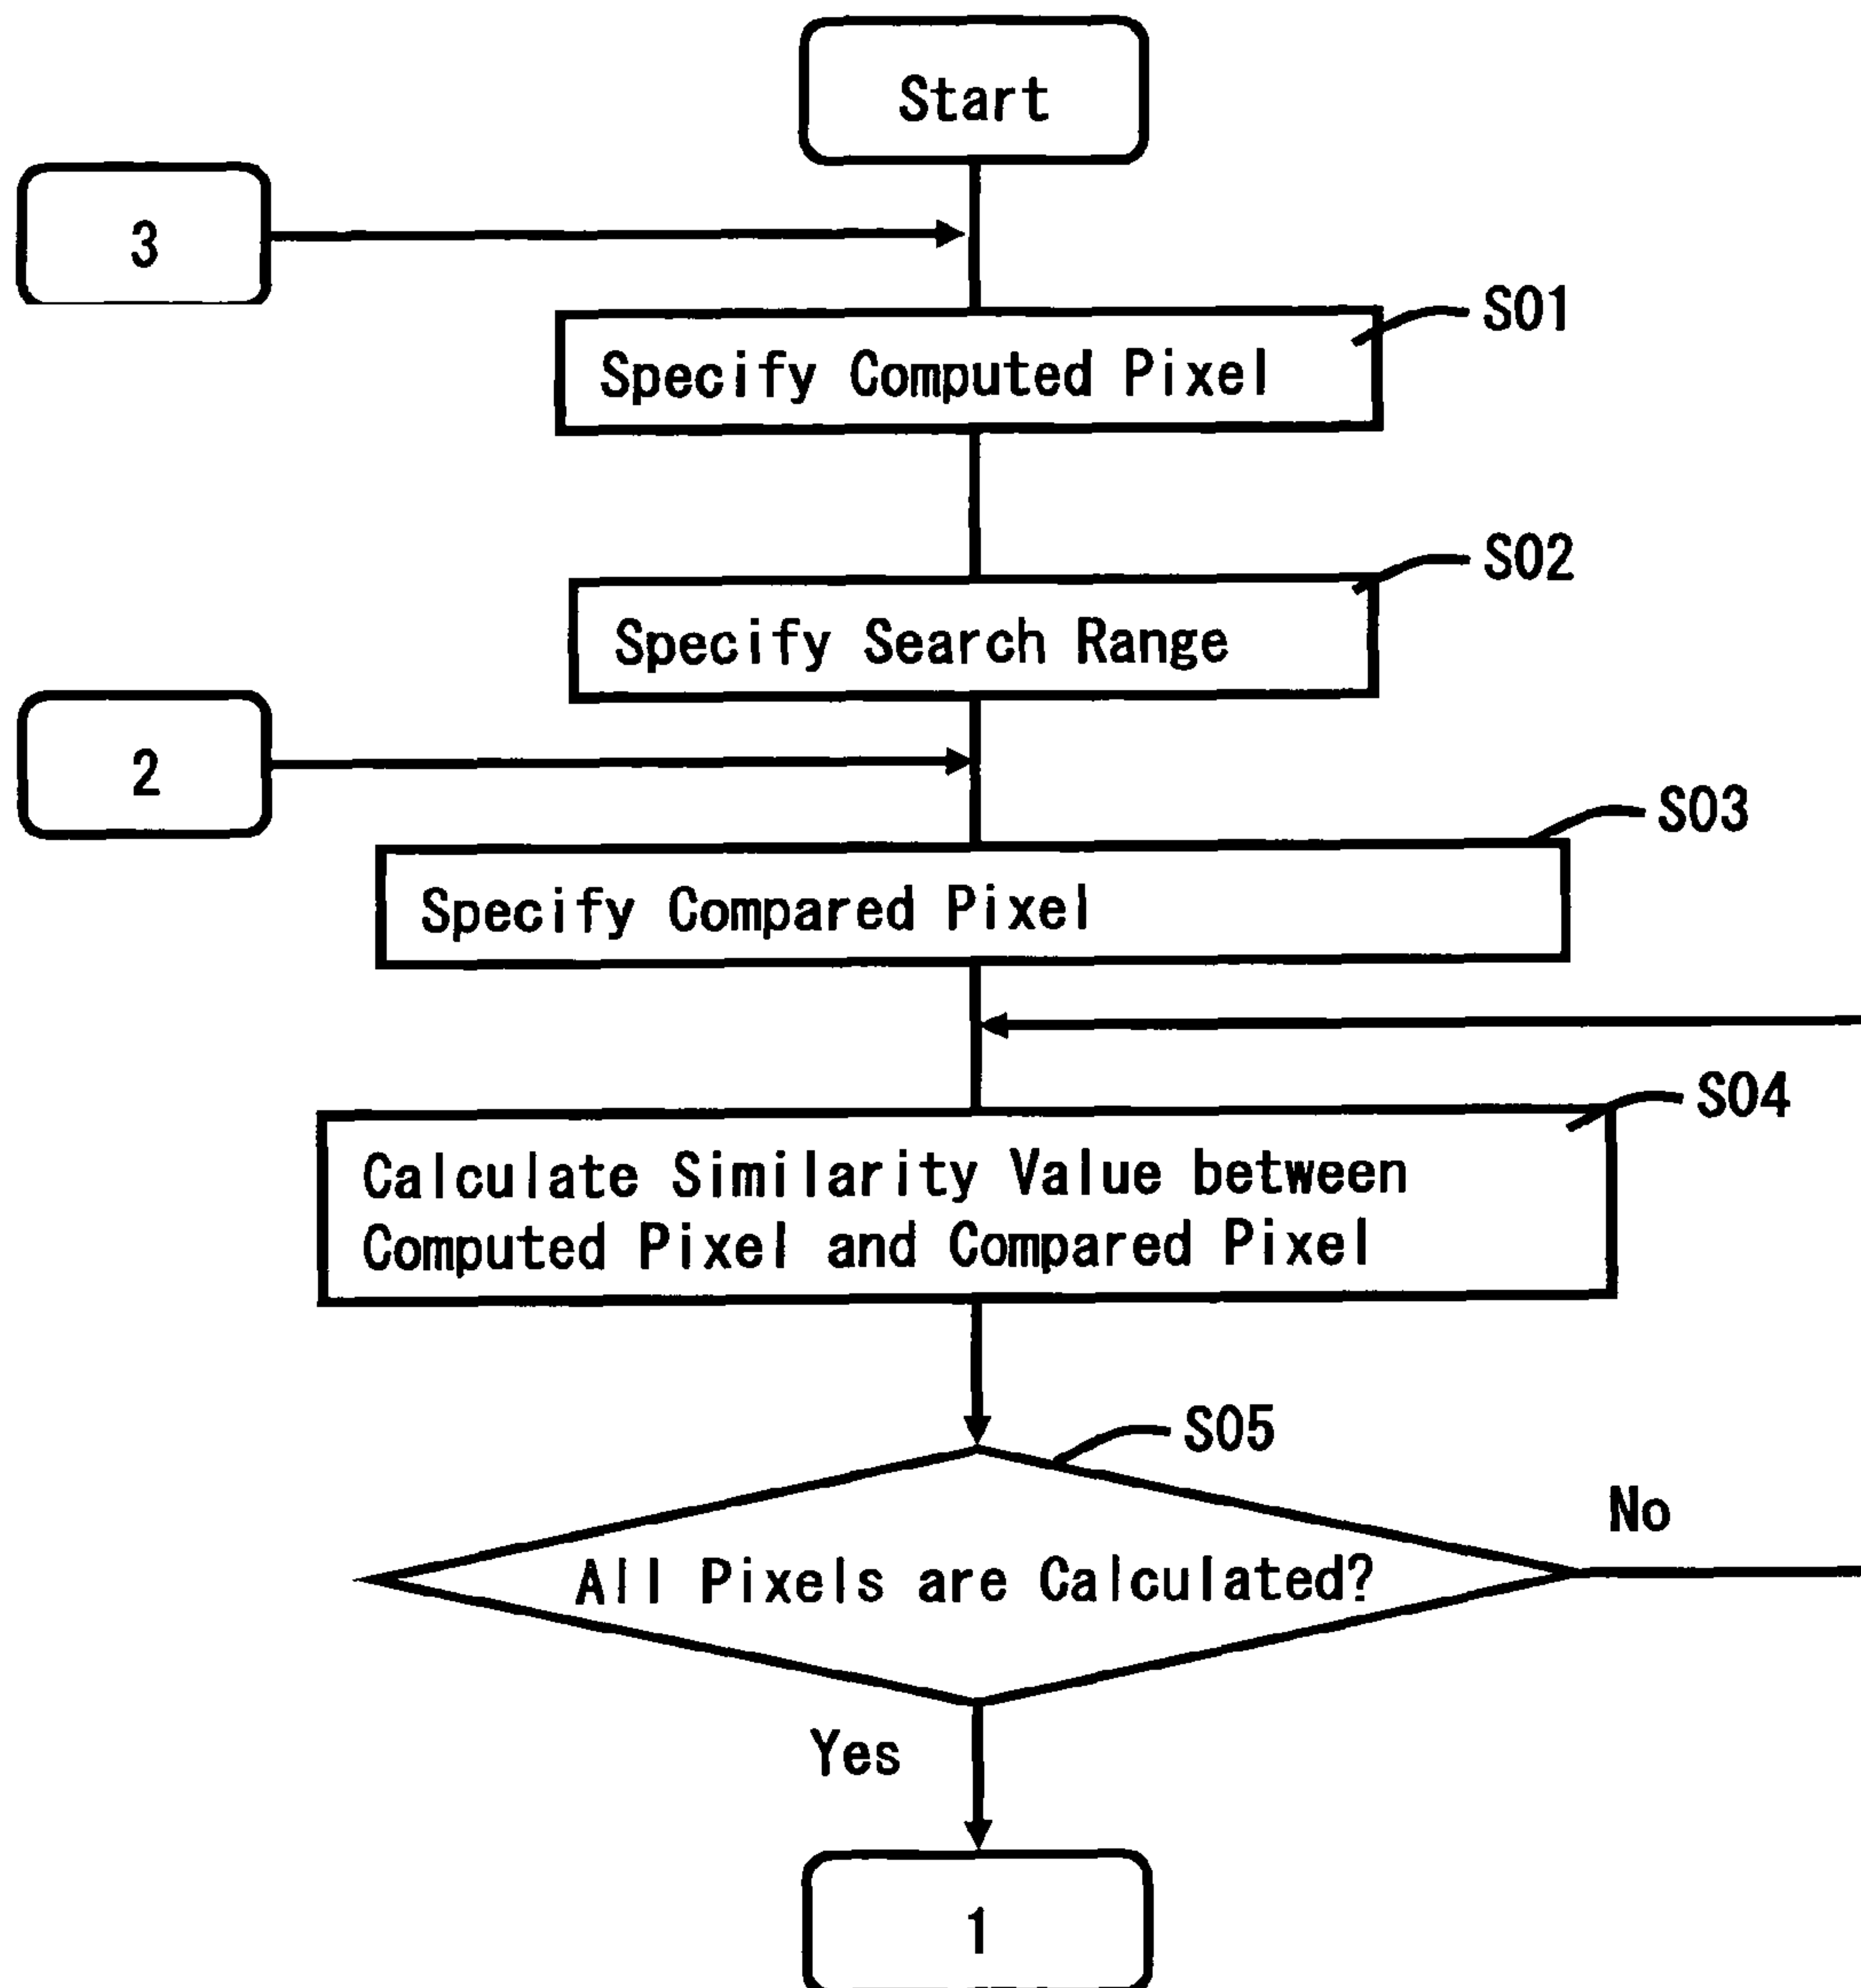 Start
3
S01
Specify Computed Pixel
S02
Specify Search Range
2
S03
Specify Compared Pixel
S04
Calculate Similarity Value between
Computed Pixel and Compared Pixel
S05
No
All Pixels are Calculated?
Yes
1